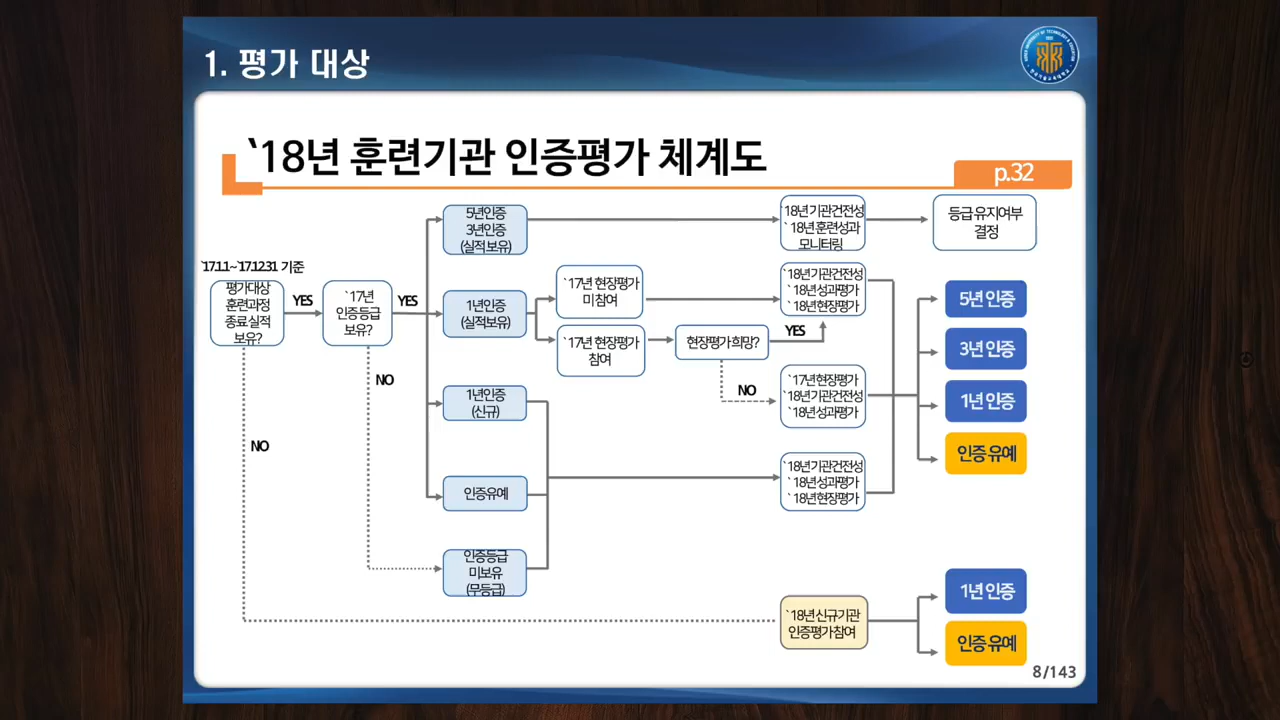 1. 평가 대상
`18년 훈련기관 인증평가 체계도
p.32
`17.1.1~`17.12.31 기준
평가대상
훈련과정
종료실적
보유?
YES
NO
`17년
인증등급
보유?
YES
NO
5년인증
3년인증
(실적보유)
1년인증
(실적보유)
1년인증
(신규)
인증유예
인증등급
미보유
(무등급)
`17년 현장평가
미참여
`17년 현장평가
참여
현장평가 희망?
YES
NO
`18년 기관건전성
`18년 훈련성과
모니터링
`18년 기관건전성
`18년 성과평가
`18년 현장평가
`17년 현장평가
`18년 기관건전성
`18년 성과평가
`18년 기관건전성
`18년 성과평가
`18년 현장평가
`18년 신규기관
인증평가 참여
등급 유지여부
결정
5년 인증
3년 인증
1년 인증
인증 유예
1년 인증
인증 유예
8/143